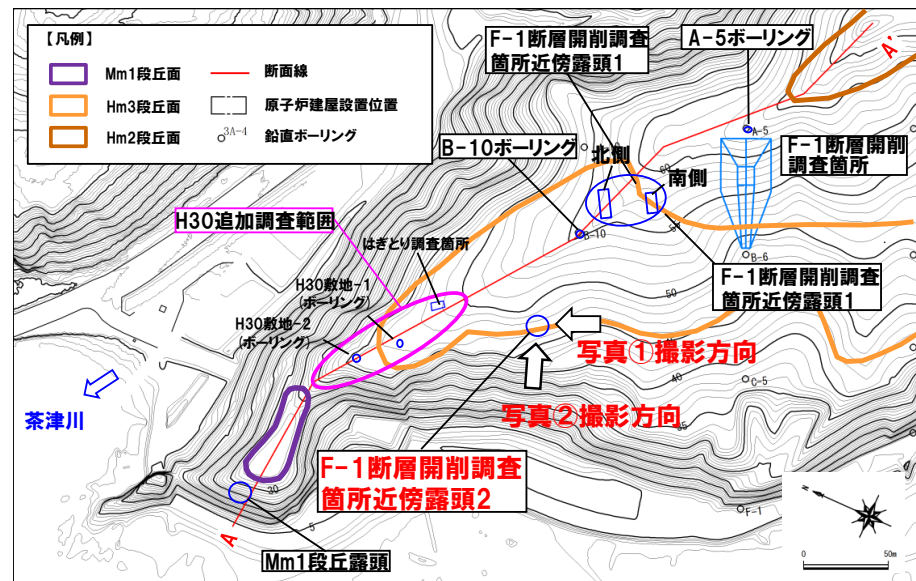 【凡例】
Mm1段丘面
断面線
Hm3段丘面
原子炉建屋設置位置
Hm2段丘面
3A-4
鉛直ボーリング
F-1断層開削調査
箇所近傍露頭1
A-5ボーリング
A'
A-5
F-1断層開削
調査箇所
B-10ボーリング
北側
南側
60
55
H30追加調査範囲
はぎとり調査箇所
B-10
B-6
H30敷地-1
(ボーリング)
F-1断層開削調査
箇所近傍露頭1
50
H30敷地-2
(ボーリング)
写真①撮影方向
40
C-5
茶津川
写真②撮影方向
35
F-1断層開削調査
箇所近傍露頭2
30
5
F-1
A
Mm1段丘露頭
N
0
50m